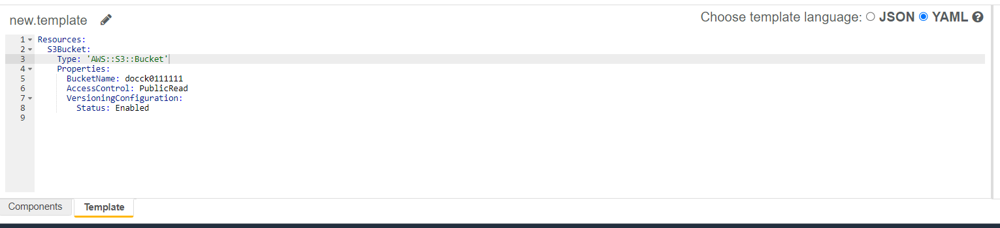 new.template
Choose template language: JSON YAML ?
1 Resources:
2 S3Bucket:
3 Type: 'AWS::S3::Bucket'
4 Properties:
5 BucketName: docck0111111
6 AccessControl: PublicRead
7 VersioningConfiguration:
8 Status: Enabled
9
Components Template